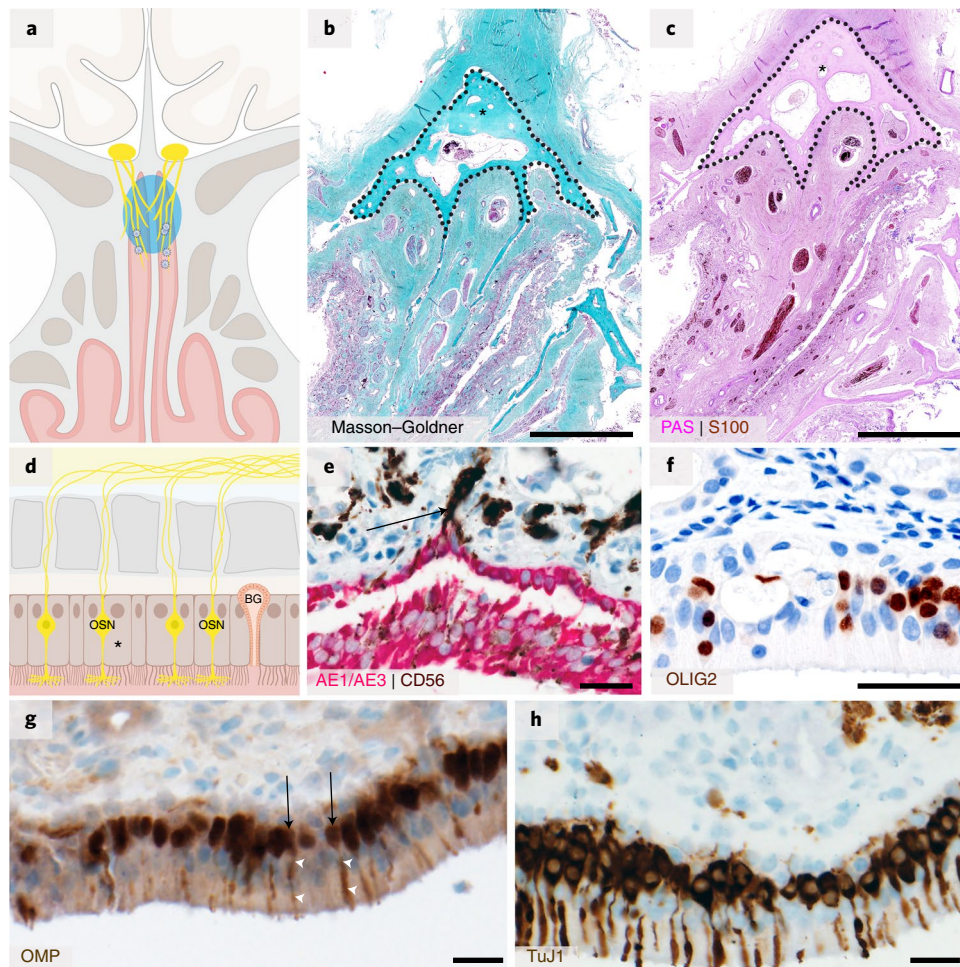 a
b
c
*
*
Masson–Goldner
PAS | S100
d
e
f
BG
OSN
OSN
*
AE1/AE3 | CD56
OLIG2
g
h
OMP
TuJ1